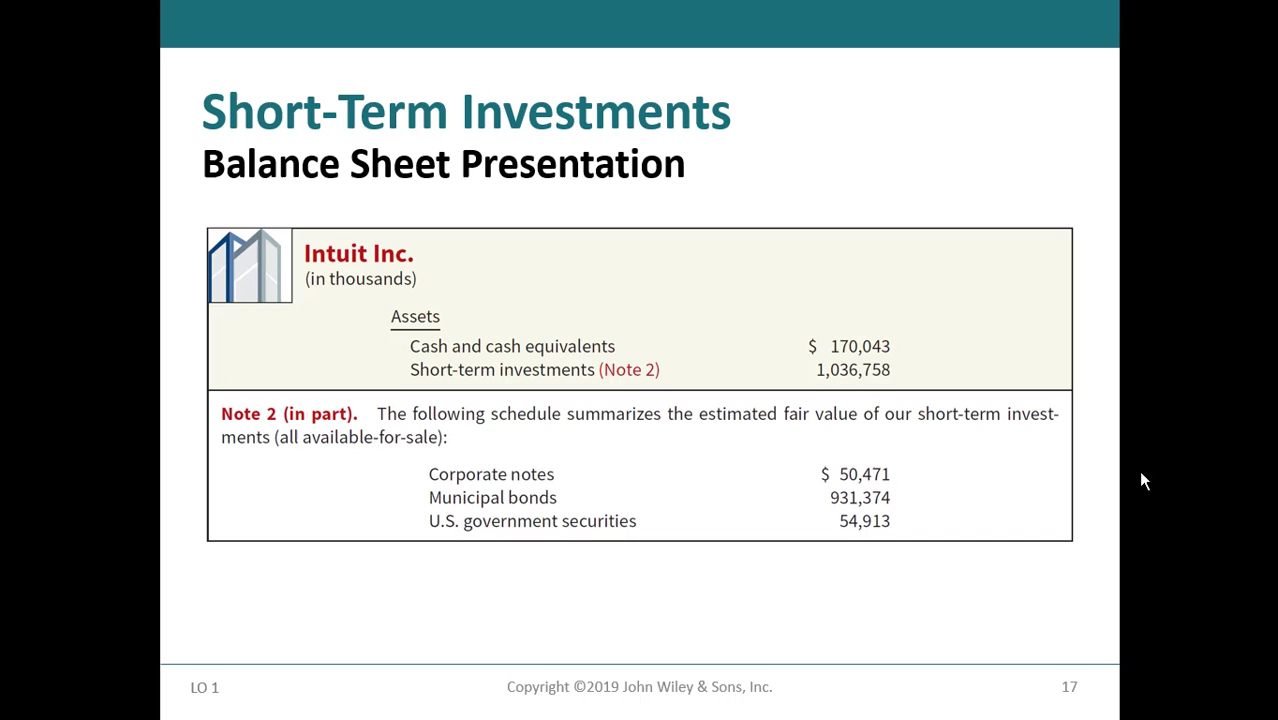 Short-Term Investments
Balance Sheet Presentation
Intuit Inc.
(in thousands)
Assets
Cash and cash equivalents $ 170,043
Short-term investments (Note 2) 1,036,758
Note 2 (in part). The following schedule summarizes the estimated fair value of our short-term invest-
ments (all available-for-sale):
Corporate notes $ 50,471
Municipal bonds 931,374
U.S. government securities 54,913
LO 1 Copyright ©2019 John Wiley & Sons, Inc. 17